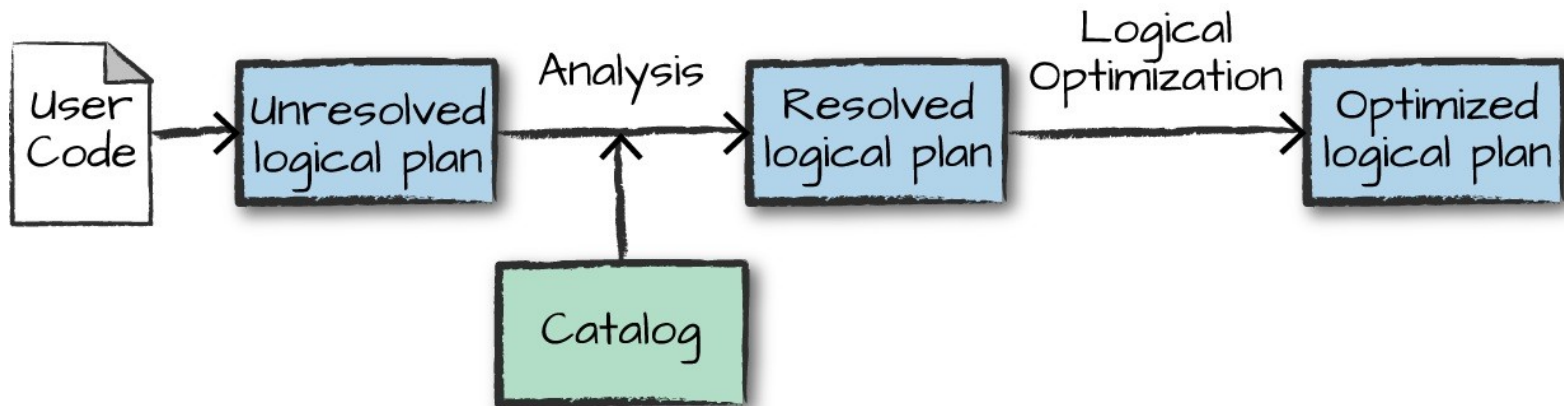 User
Code
Unresolved
logical plan
Analysis
Catalog
Resolved
logical plan
Logical
Optimization
Optimized
logical plan